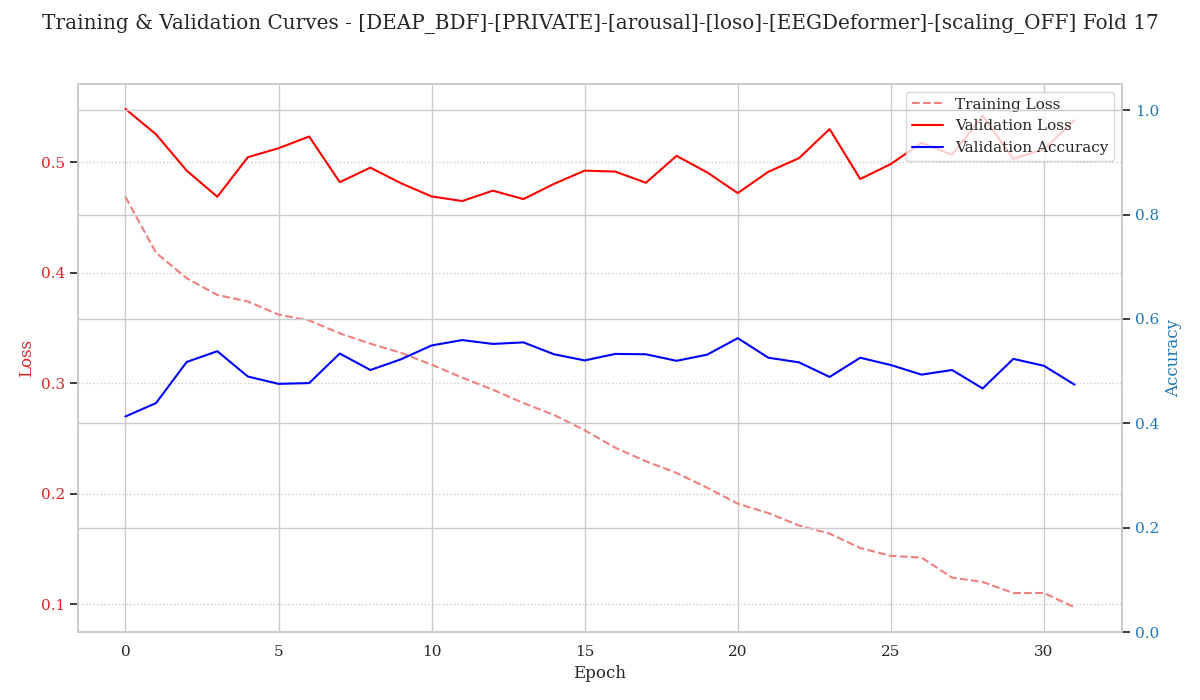 Training & Validation Curves - [DEAP_BDF]-[PRIVATE]-[arousal]-[loso]-[EEGDeformer]-[scaling_OFF] Fold 17
Training Loss
Validation Loss
Validation Accuracy
0.5
0.4
0.3
0.2
0.1
Loss
1.0
0.8
0.6
0.4
0.2
0.0
Accuracy
0 5 10 15 20 25 30
Epoch